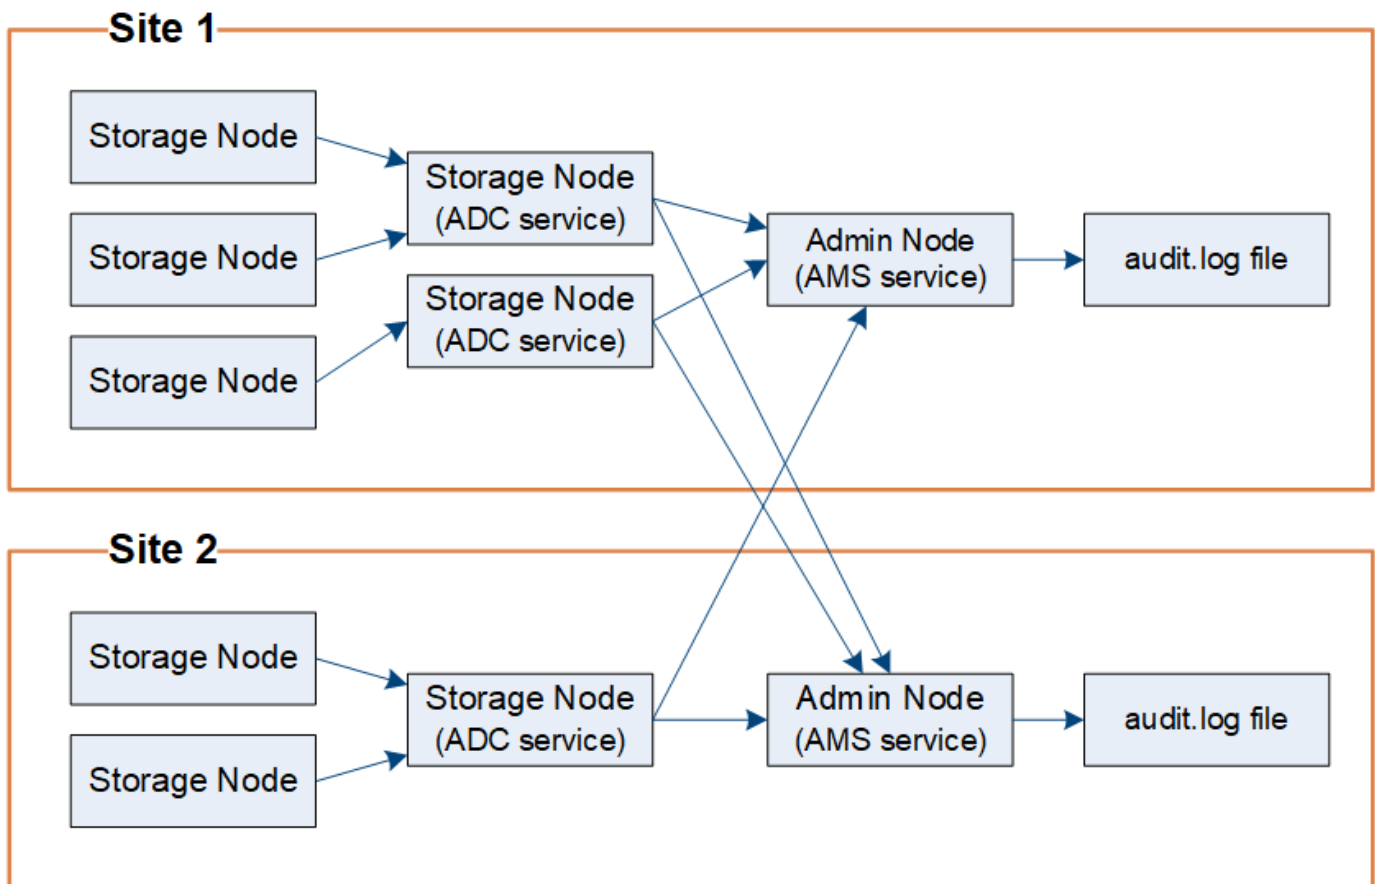 Site 1
Storage Node
Storage Node
(ADC service)
Storage Node
Admin Node
(AMS service)
audit.log file
Storage Node
(ADC service)
Storage Node
Site 2
Storage Node
Storage Node
(ADC service)
Admin Node
(AMS service)
audit.log file
Storage Node